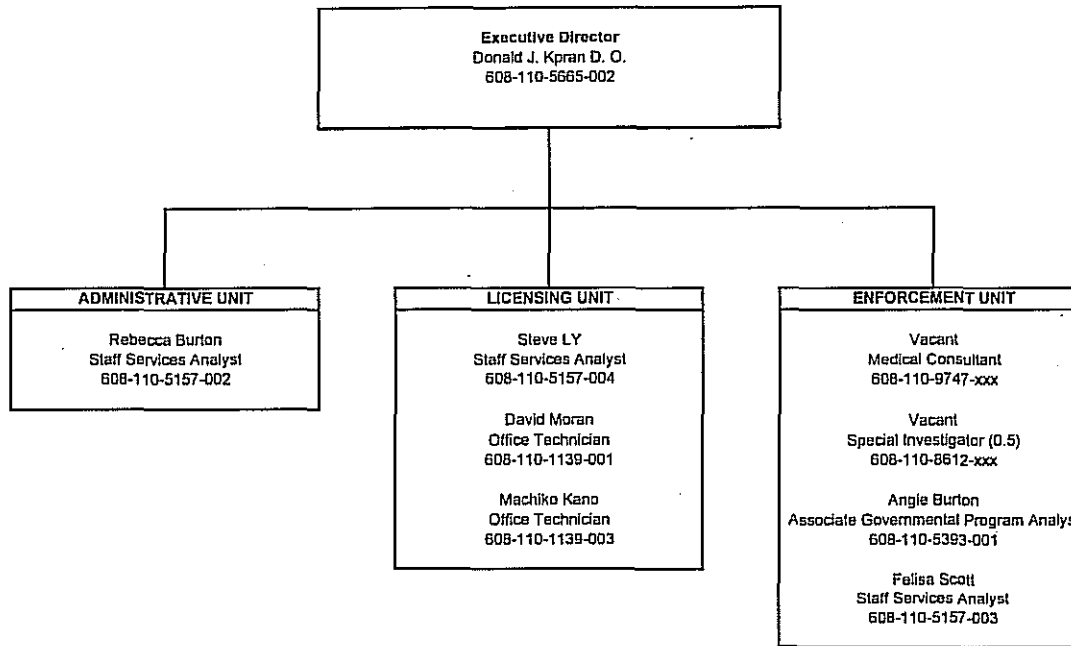 Executive Director
Donald J. Kpran D. O.
608-110-5665-002
ADMINISTRATIVE UNIT
Rebecca Burton
Staff Services Analyst
608-110-5157-002
LICENSING UNIT
Steve LY
Staff Services Analyst
608-110-5157-004
David Moran
Office Technician
608-110-1139-001
Machiko Kano
Office Technician
608-110-1139-003
ENFORCEMENT UNIT
Vacant
Medical Consultant
608-110-9747-xxx
Vacant
Special Investigator (0.5)
608-110-8612-xxx
Angie Burton
Associate Governmental Program Analys
608-110-5393-001
Felisa Scott
Staff Services Analyst
608-110-5157-003